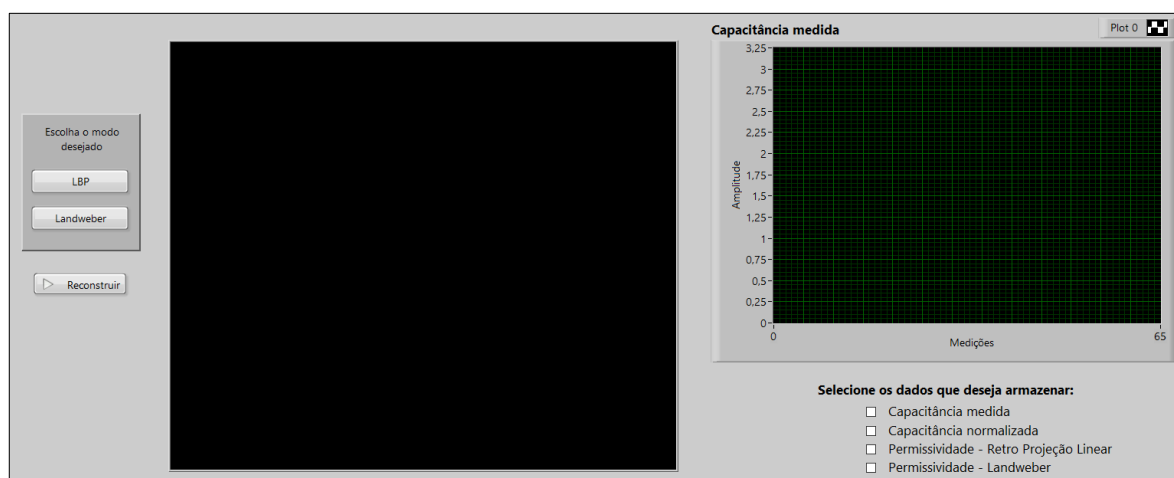 Escolha o modo
desejado
LBP
Landweber
Reconstruir
Capacitância medida
Plot 0
Amplitude
3,25
3
2,75
2,5
2,25
2
1,75
1,5
1,25
1
0,75
0,5
0,25
0
0
65
Medições
Selecione os dados que deseja armazenar:
Capacitância medida
Capacitância normalizada
Permissividade - Retro Projeção Linear
Permissividade - Landweber